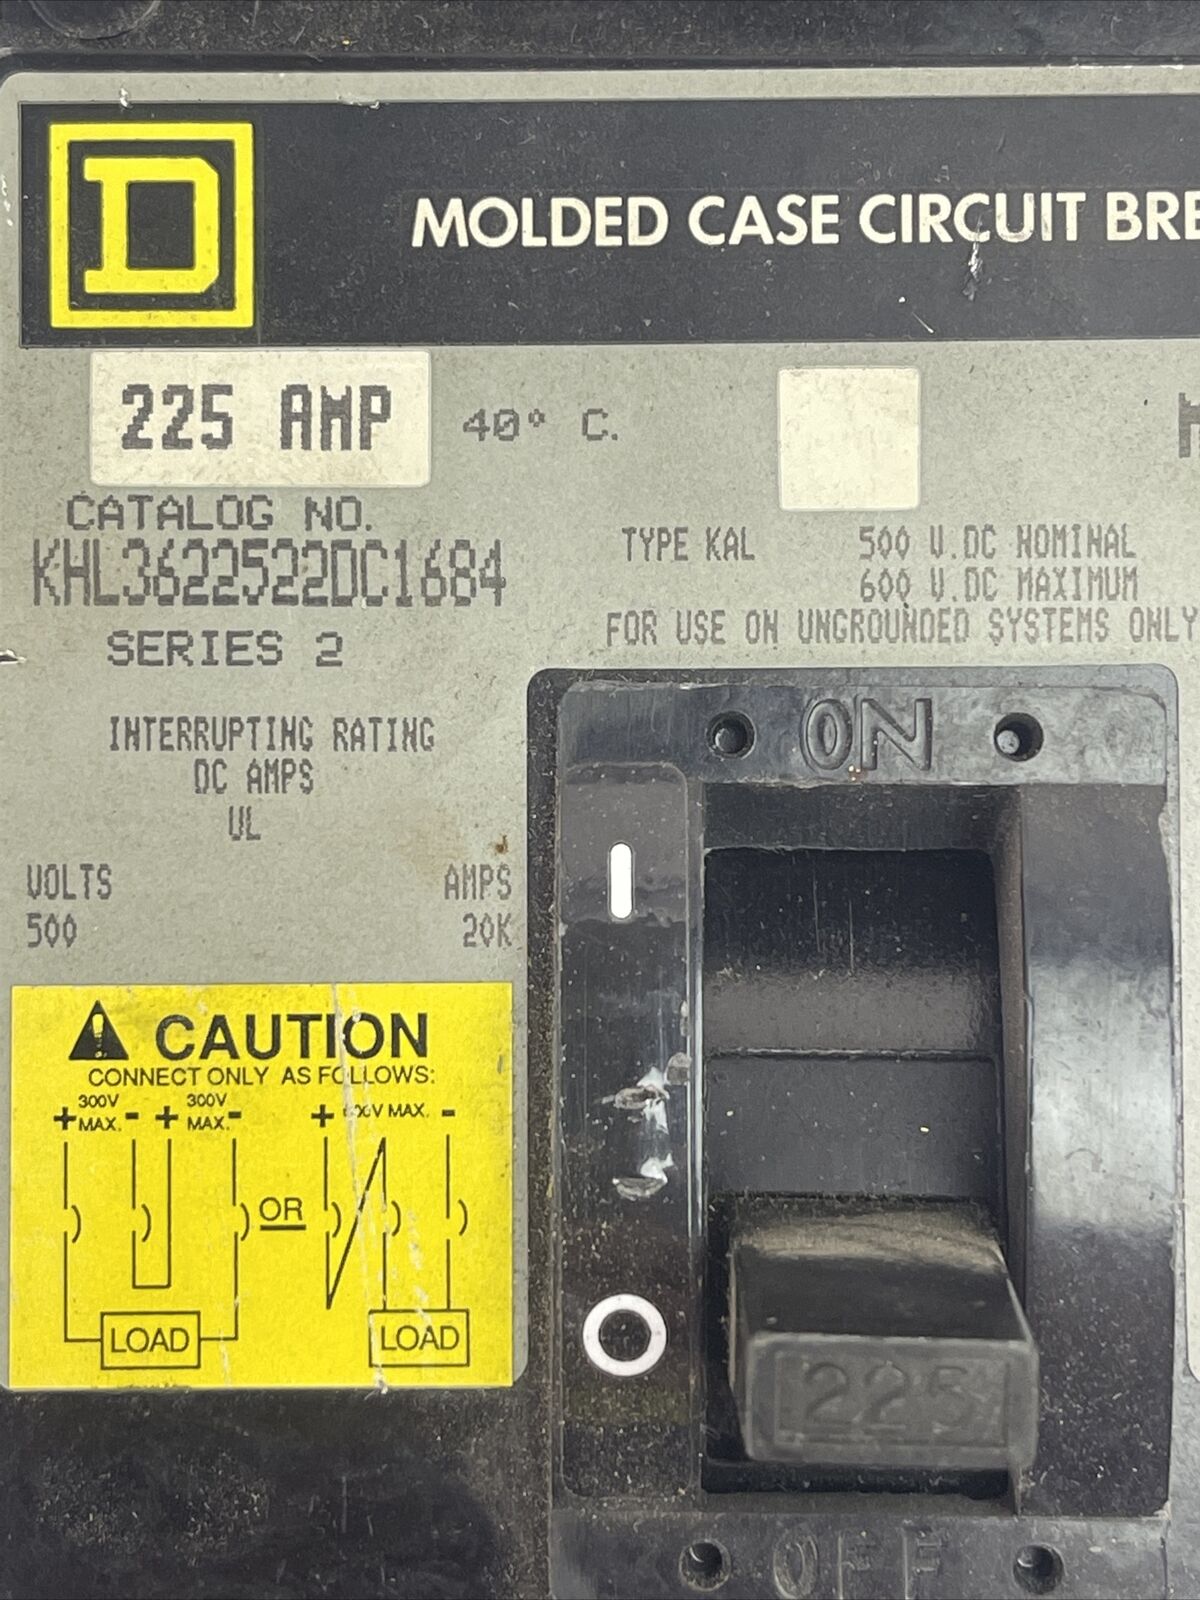 D
MOLDED CASE CIRCUIT BRE
225 AMP
40° C.
CATALOG NO.
KHL3622522DC1684
SERIES 2
TYPE KAL
500 V.DC NOMINAL
600 V.DC MAXIMUM
FOR USE ON UNGROUNDED SYSTEMS ONLY
INTERRUPTING RATING
DC AMPS
UL
VOLTS AMPS
500 20K
CAUTION
CONNECT ONLY AS FOLLOWS:
+ 300V MAX. - + 300V MAX. -
+ 600V MAX. -
OR
LOAD
LOAD
ON
225
OFF